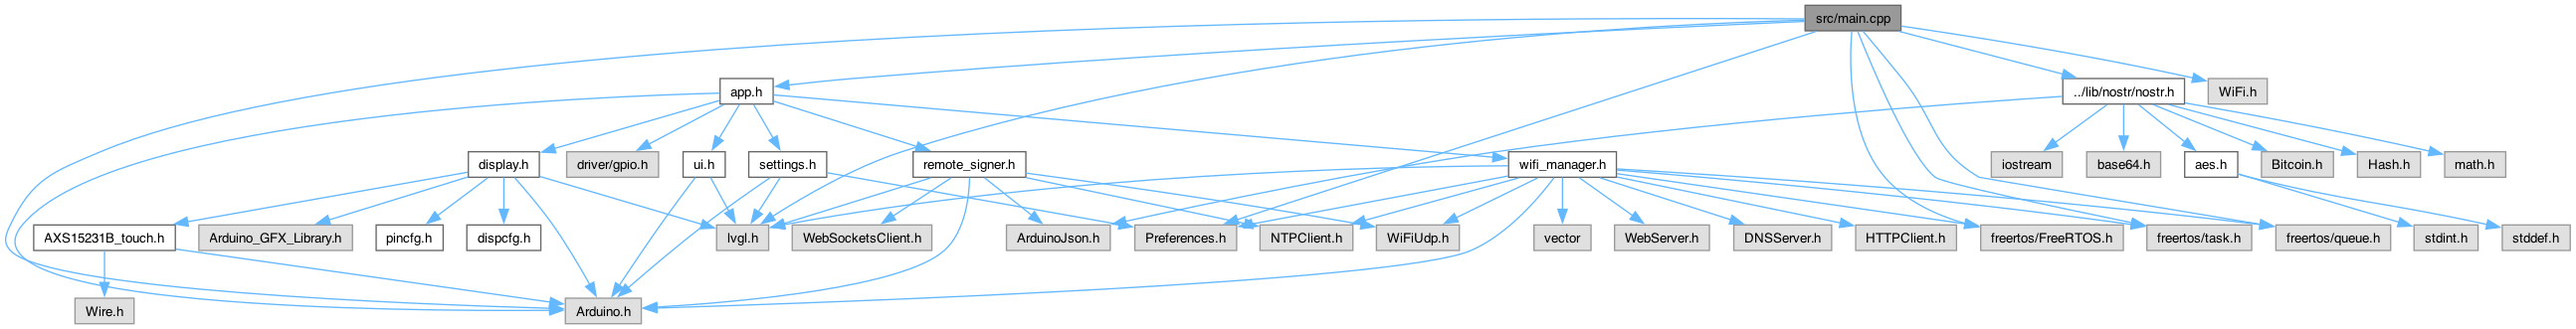 src/main.cpp
app.h
../lib/nostr/nostr.h
WiFi.h
display.h
driver/gpio.h
ui.h
settings.h
remote_signer.h
wifi_manager.h
iostream
base64.h
aes.h
Bitcoin.h
Hash.h
math.h
AXS15231B_touch.h
Arduino_GFX_Library.h
pincfg.h
dispcfg.h
lvgl.h
WebSocketsClient.h
ArduinoJson.h
Preferences.h
NTPClient.h
WiFiUdp.h
vector
WebServer.h
DNSServer.h
HTTPClient.h
freertos/FreeRTOS.h
freertos/task.h
freertos/queue.h
stdint.h
stddef.h
Wire.h
Arduino.h